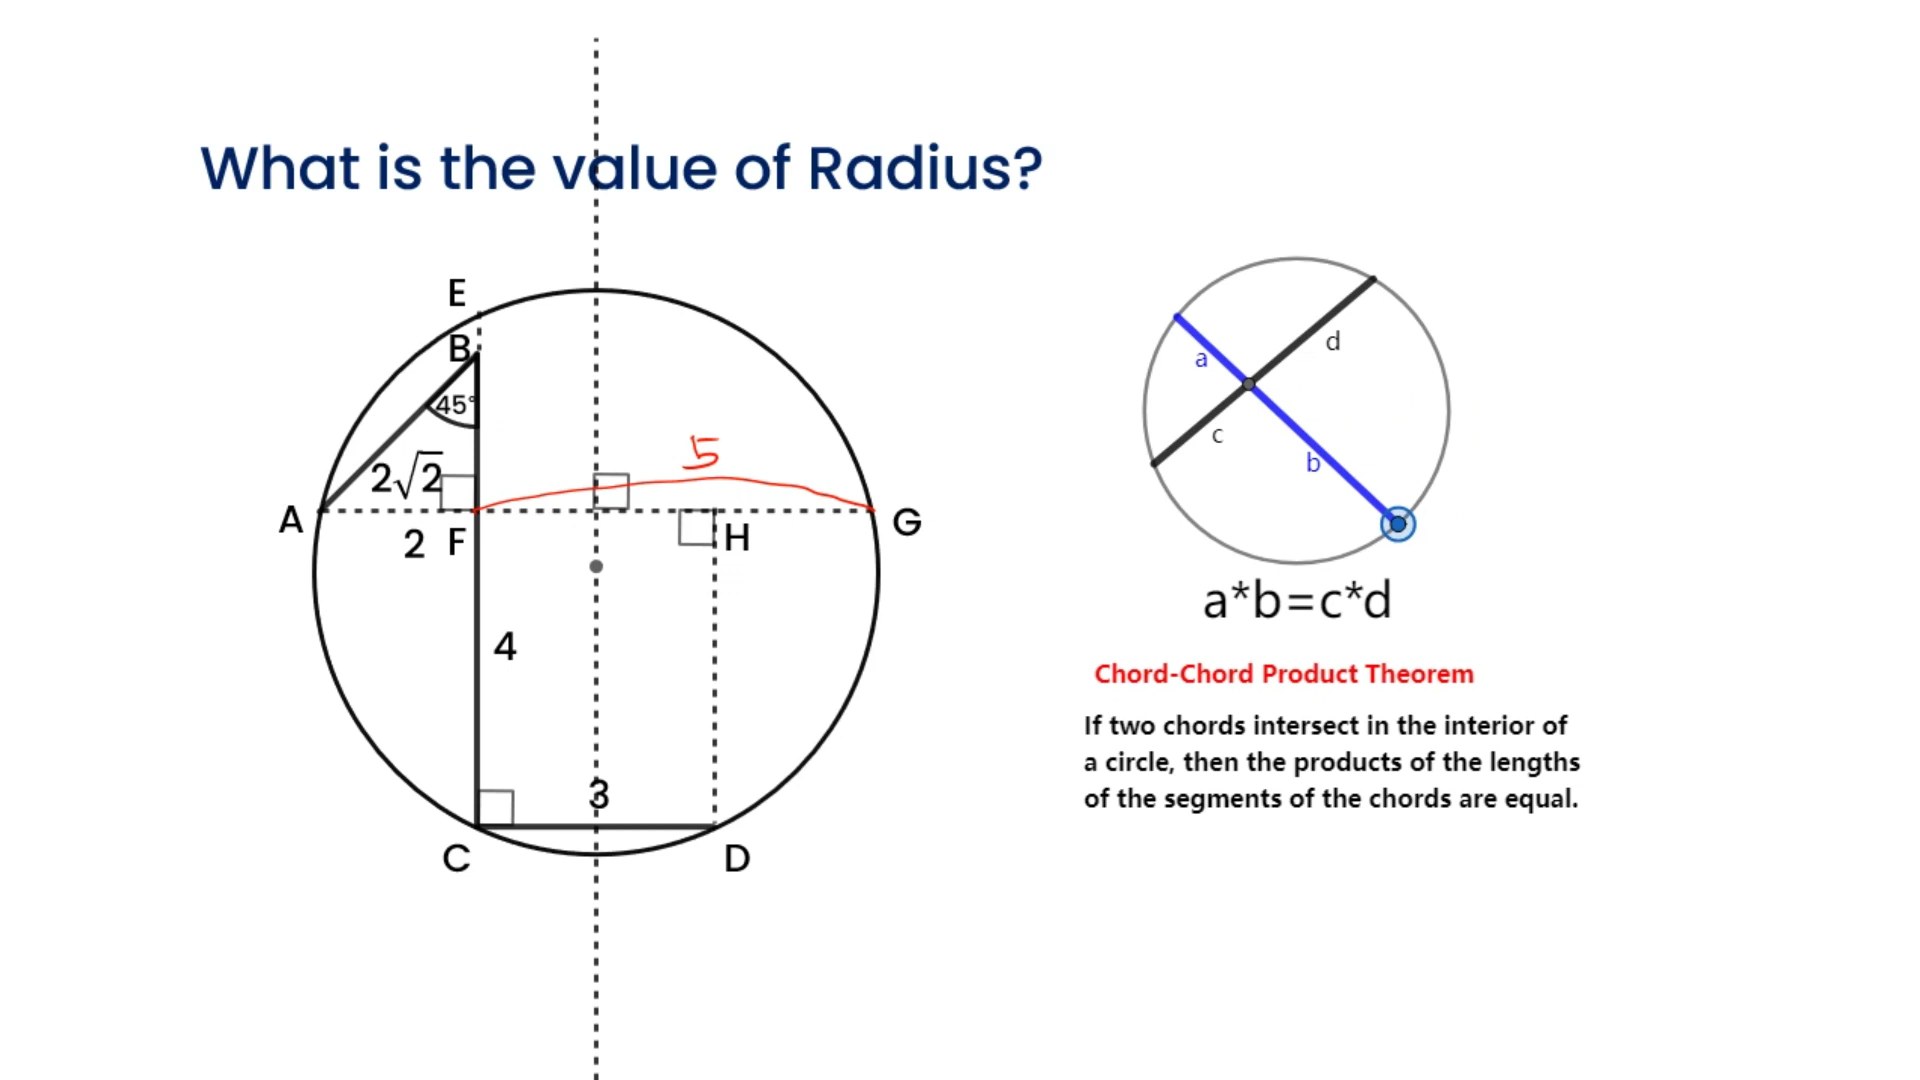 What is the value of Radius?
E
B
45°
2√2
5
A
2
F
H
G
4
3
C
D
a
d
c
b
a*b=c*d
Chord-Chord Product Theorem
If two chords intersect in the interior of
a circle, then the products of the lengths
of the segments of the chords are equal.